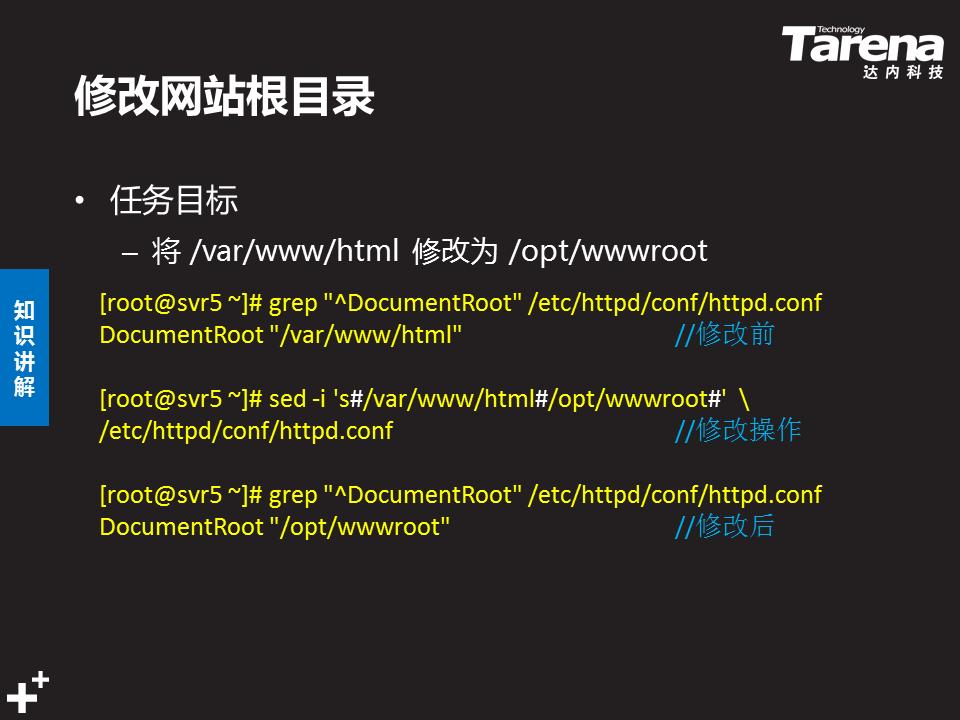 Technology
Tarena
达内科技
修改网站根目录
• 任务目标
– 将 /var/www/html 修改为 /opt/wwwroot
知识讲解
[root@svr5 ~]# grep "^DocumentRoot" /etc/httpd/conf/httpd.conf
DocumentRoot "/var/www/html" //修改前
[root@svr5 ~]# sed -i 's#/var/www/html#/opt/wwwroot#' \
/etc/httpd/conf/httpd.conf //修改操作
[root@svr5 ~]# grep "^DocumentRoot" /etc/httpd/conf/httpd.conf
DocumentRoot "/opt/wwwroot" //修改后